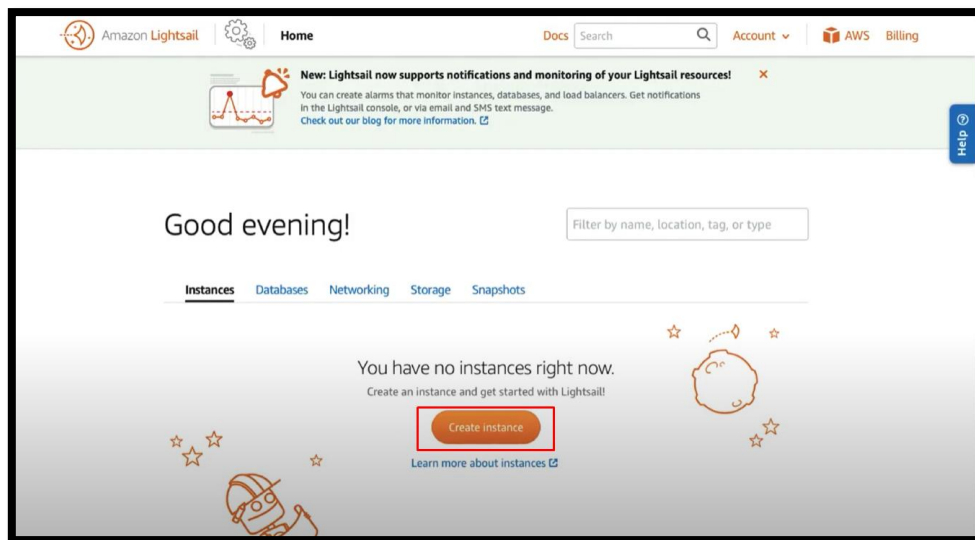 Amazon Lightsail
Home
Docs
Search
Account
AWS
Billing
New: Lightsail now supports notifications and monitoring of your Lightsail resources!
You can create alarms that monitor instances, databases, and load balancers. Get notifications
in the Lightsail console, or via email and SMS text message.
Check out our blog for more information.
Help ?
Good evening!
Filter by name, location, tag, or type
Instances
Databases
Networking
Storage
Snapshots
You have no instances right now.
Create an instance and get started with Lightsail!
Create instance
Learn more about instances